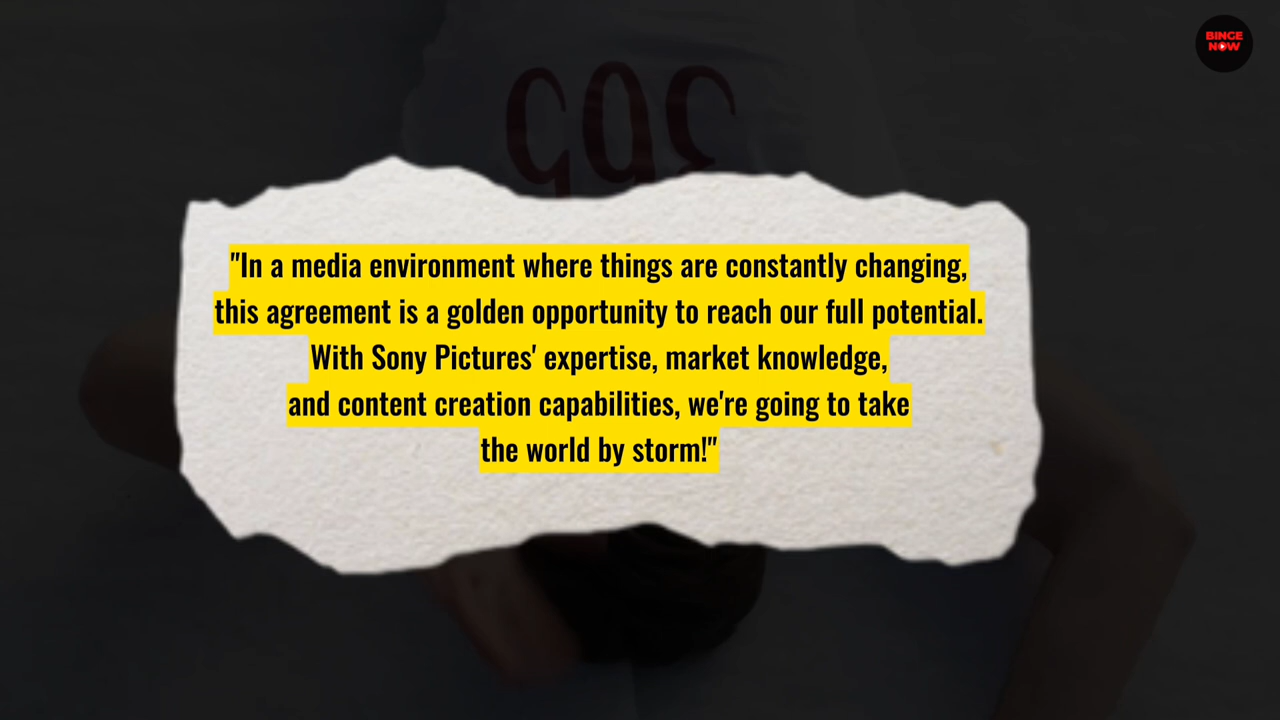 BINGE
NOW
"In a media environment where things are constantly changing,
this agreement is a golden opportunity to reach our full potential.
With Sony Pictures' expertise, market knowledge,
and content creation capabilities, we're going to take
the world by storm!"